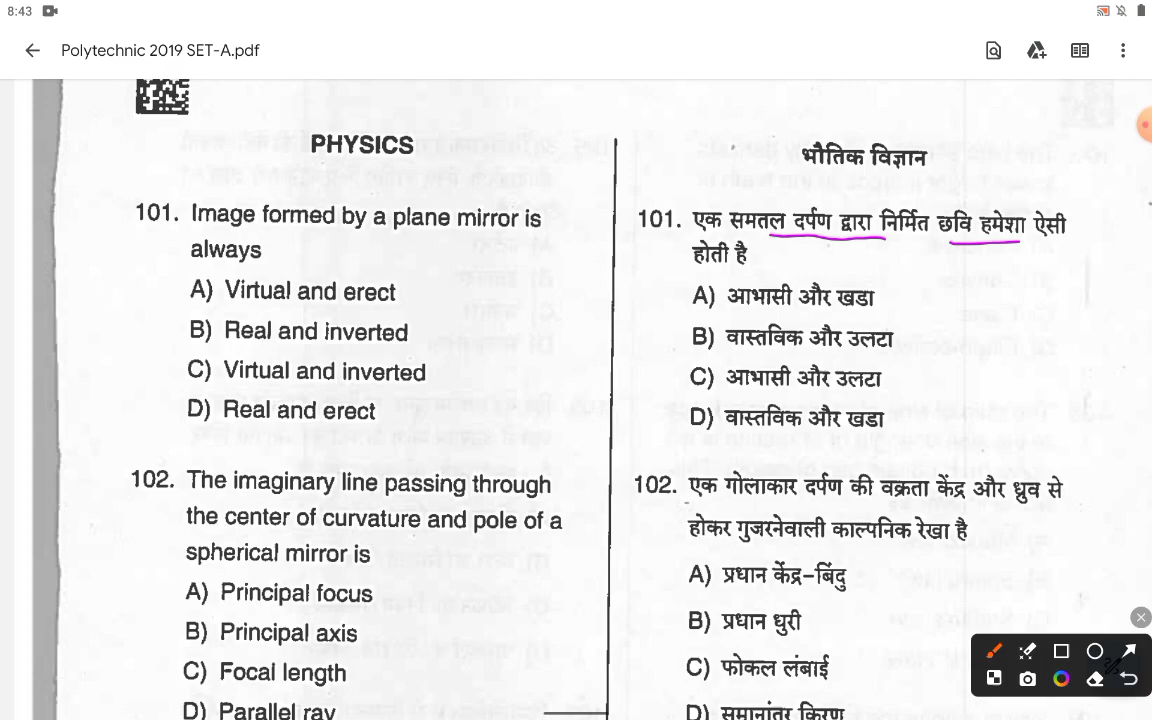 8:43
Polytechnic 2019 SET-A.pdf
PHYSICS
101. Image formed by a plane mirror is
always
A) Virtual and erect
B) Real and inverted
C) Virtual and inverted
D) Real and erect
102. The imaginary line passing through
the center of curvature and pole of a
spherical mirror is
A) Principal focus
B) Principal axis
C) Focal length
D) Parallel ray
भौतिक विज्ञान
101. एक समतल दर्पण द्वारा निर्मित छवि हमेशा ऐसी
होती है
A) आभासी और खडा
B) वास्तविक और उलटा
C) आभासी और उलटा
D) वास्तविक और खडा
102. एक गोलाकार दर्पण की वक्रता केंद्र और ध्रुव से
होकर गुजरनेवाली काल्पनिक रेखा है
A) प्रधान केंद्र-बिंदु
B) प्रधान धुरी
C) फोकल लंबाई
D) समानांतर किरण